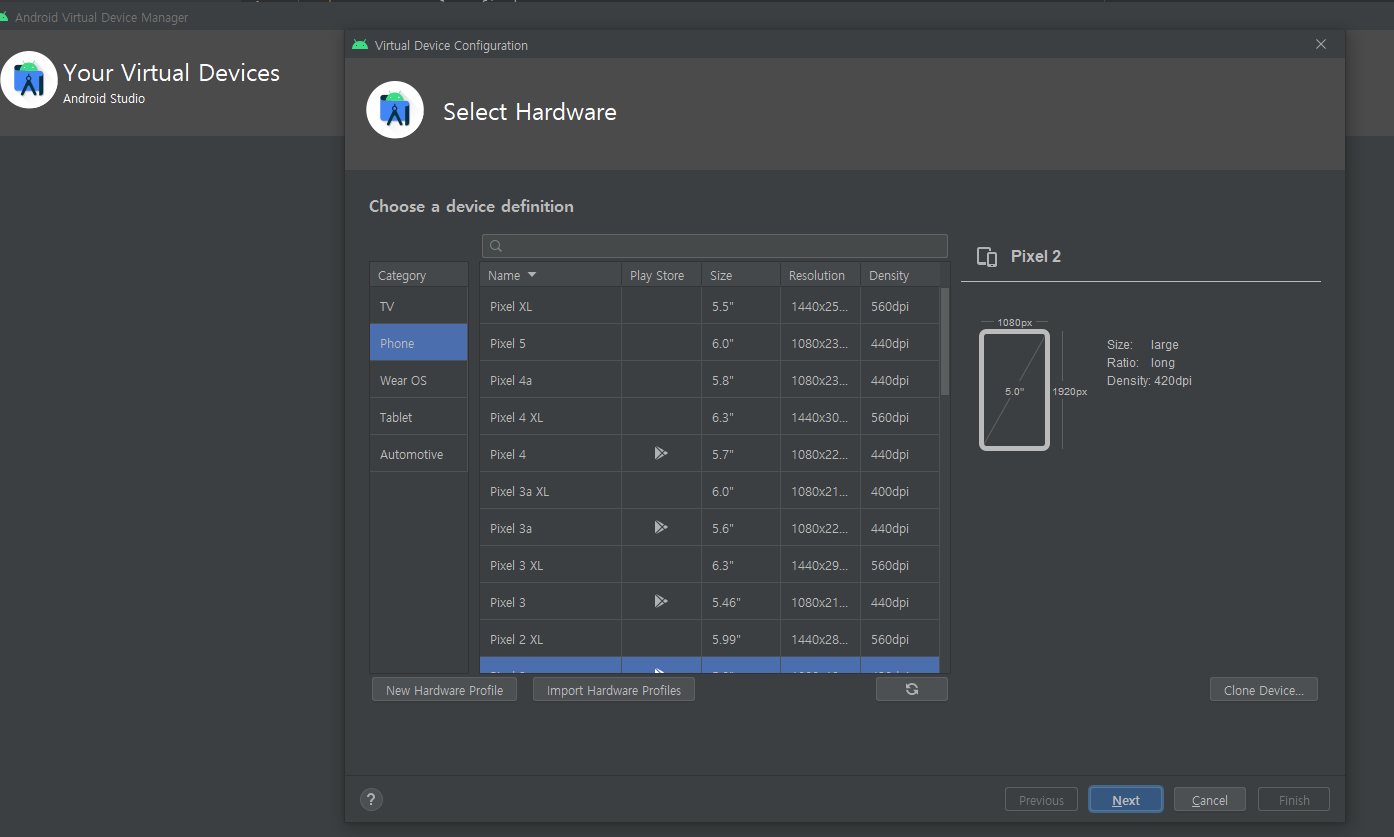 Android Virtual Device Manager
Your Virtual Devices
Android Studio
Virtual Device Configuration
Select Hardware
Choose a device definition
Category
TV
Phone
Wear OS
Tablet
Automotive
Name Play Store Size Resolution Density
Pixel XL 5.5" 1440x25... 560dpi
Pixel 5 6.0" 1080x23... 440dpi
Pixel 4a 5.8" 1080x23... 440dpi
Pixel 4 XL 6.3" 1440x30... 560dpi
Pixel 4 5.7" 1080x22... 440dpi
Pixel 3a XL 6.0" 1080x21... 400dpi
Pixel 3a 5.6" 1080x22... 440dpi
Pixel 3 XL 6.3" 1440x29... 560dpi
Pixel 3 5.46" 1080x21... 440dpi
Pixel 2 XL 5.99" 1440x28... 560dpi
New Hardware Profile
Import Hardware Profiles
Pixel 2
1080px
5.0"
1920px
Size: large
Ratio: long
Density: 420dpi
Clone Device...
?
Previous
Next
Cancel
Finish